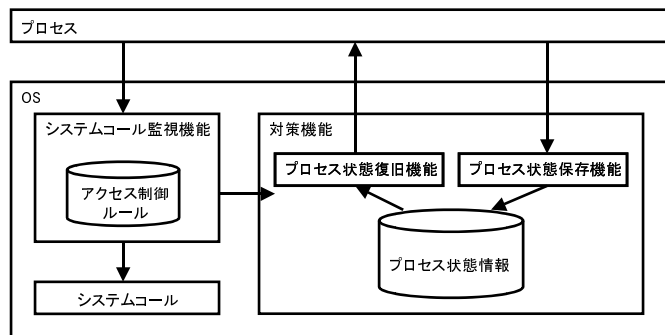 プロセス
OS
システムコール監視機能
アクセス制御
ルール
システムコール
対策機能
プロセス状態復旧機能
プロセス状態保存機能
プロセス状態情報